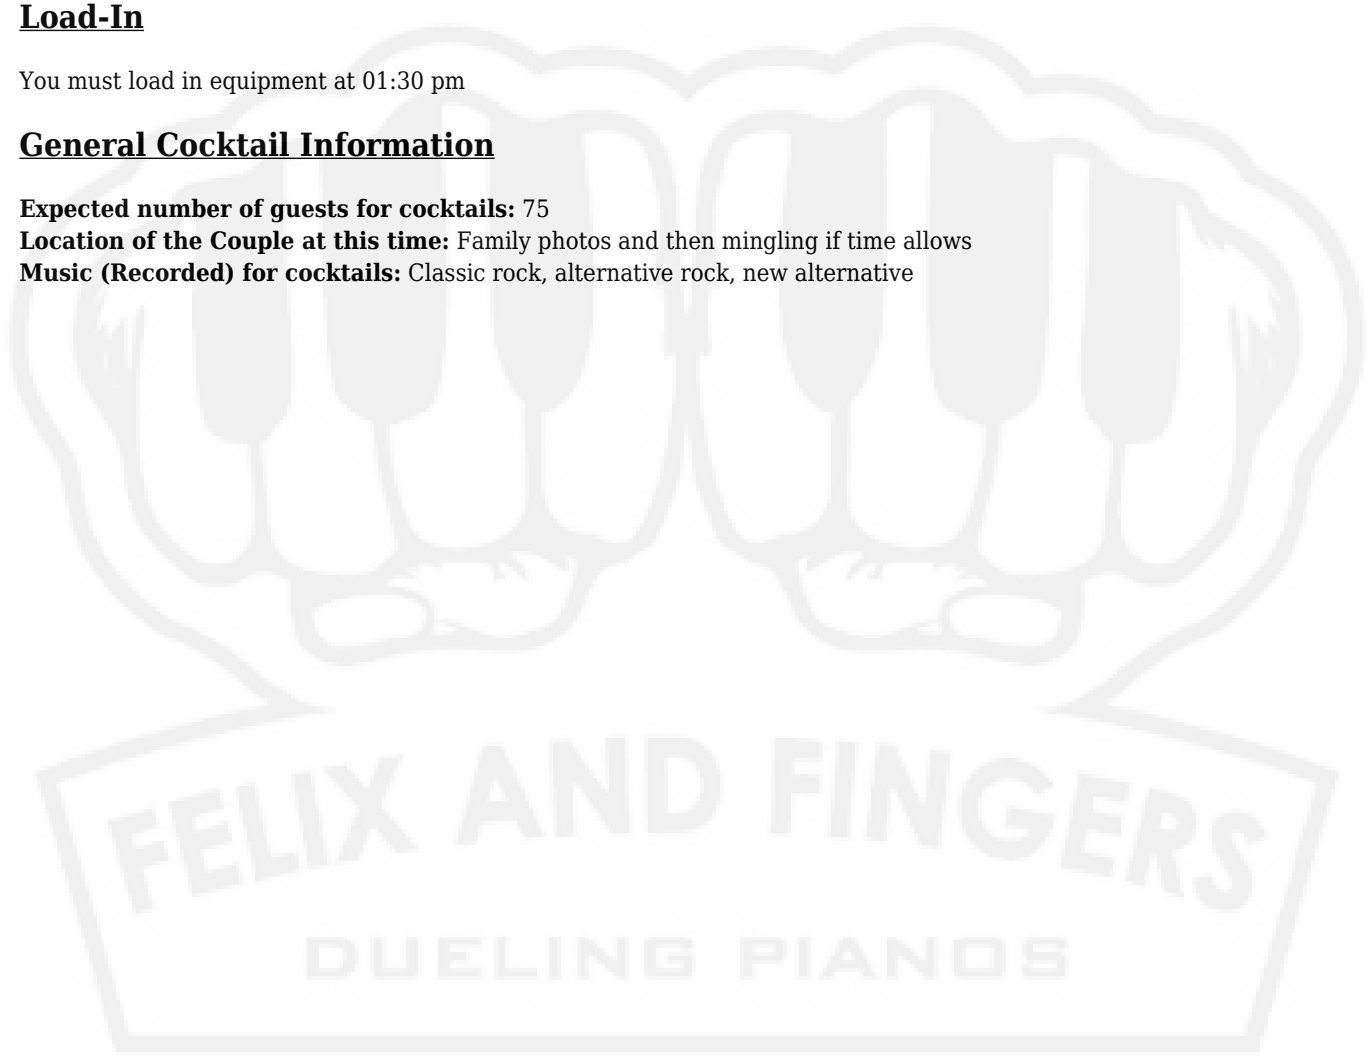 Load-In
You must load in equipment at 01:30 pm
General Cocktail Information
Expected number of guests for cocktails: 75
Location of the Couple at this time: Family photos and then mingling if time allows
Music (Recorded) for cocktails: Classic rock, alternative rock, new alternative
FELIX AND FINGERS
DUELING PIANOS